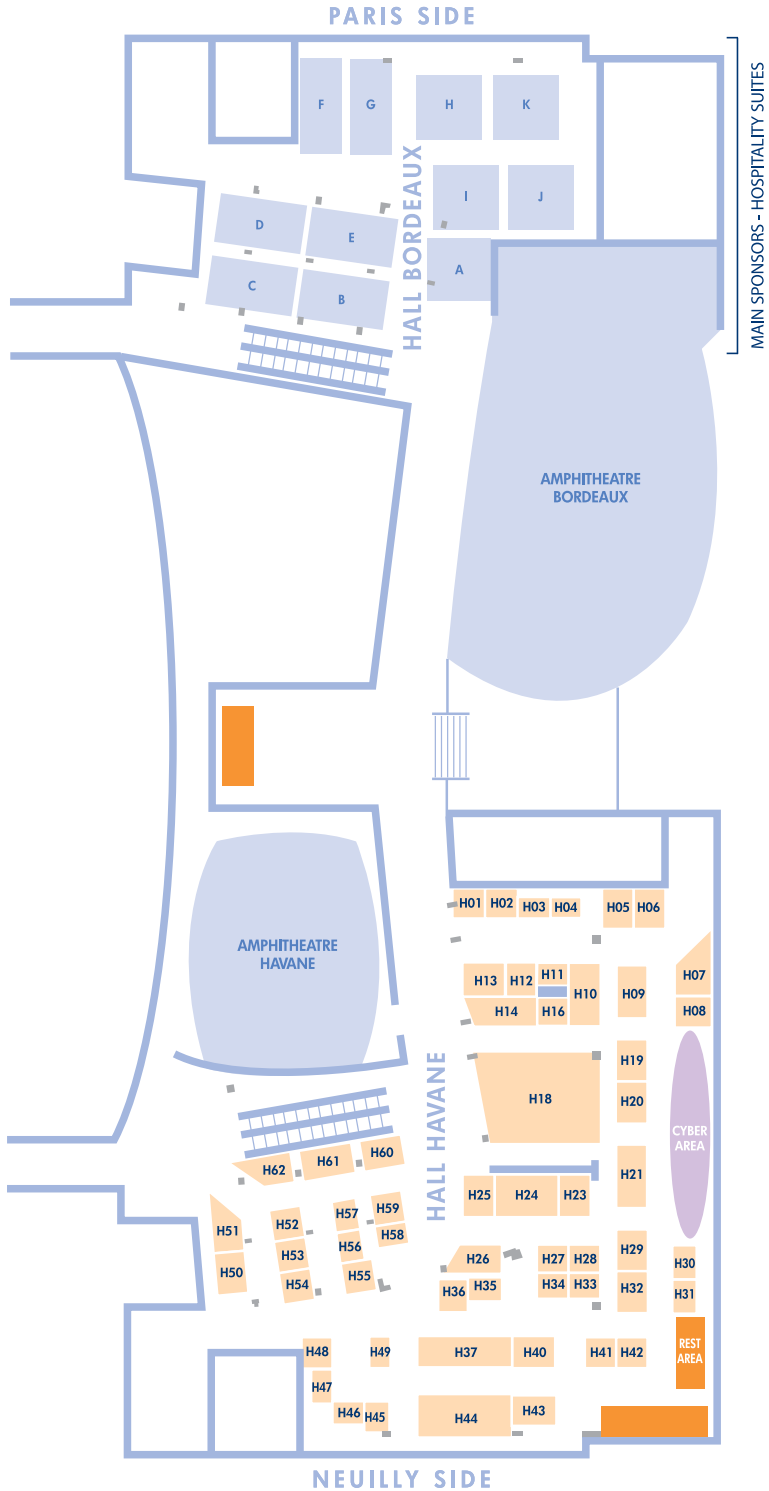 PARIS SIDE
MAIN SPONSORS - HOSPITALITY SUITES
F
G
H
K
I
J
HALL BORDEAUX
D
E
A
C
B
AMPHITHEATRE
BORDEAUX
H01
H02
H03
H04
H05
H06
AMPHITHEATRE
HAVANE
H07
H13
H12
H11
H10
H09
H08
H14
H16
H19
HALL HAVANE
H18
H20
CYBER
AREA
H62
H61
H60
H21
H25
H24
H23
H51
H52
H57
H59
H58
H53
H56
H26
H27
H28
H29
H30
H50
H54
H55
H36
H35
H34
H33
H32
H31
H48
H49
H37
H40
H41
H42
REST
AREA
H47
H46
H45
H44
H43
NEUILLY SIDE